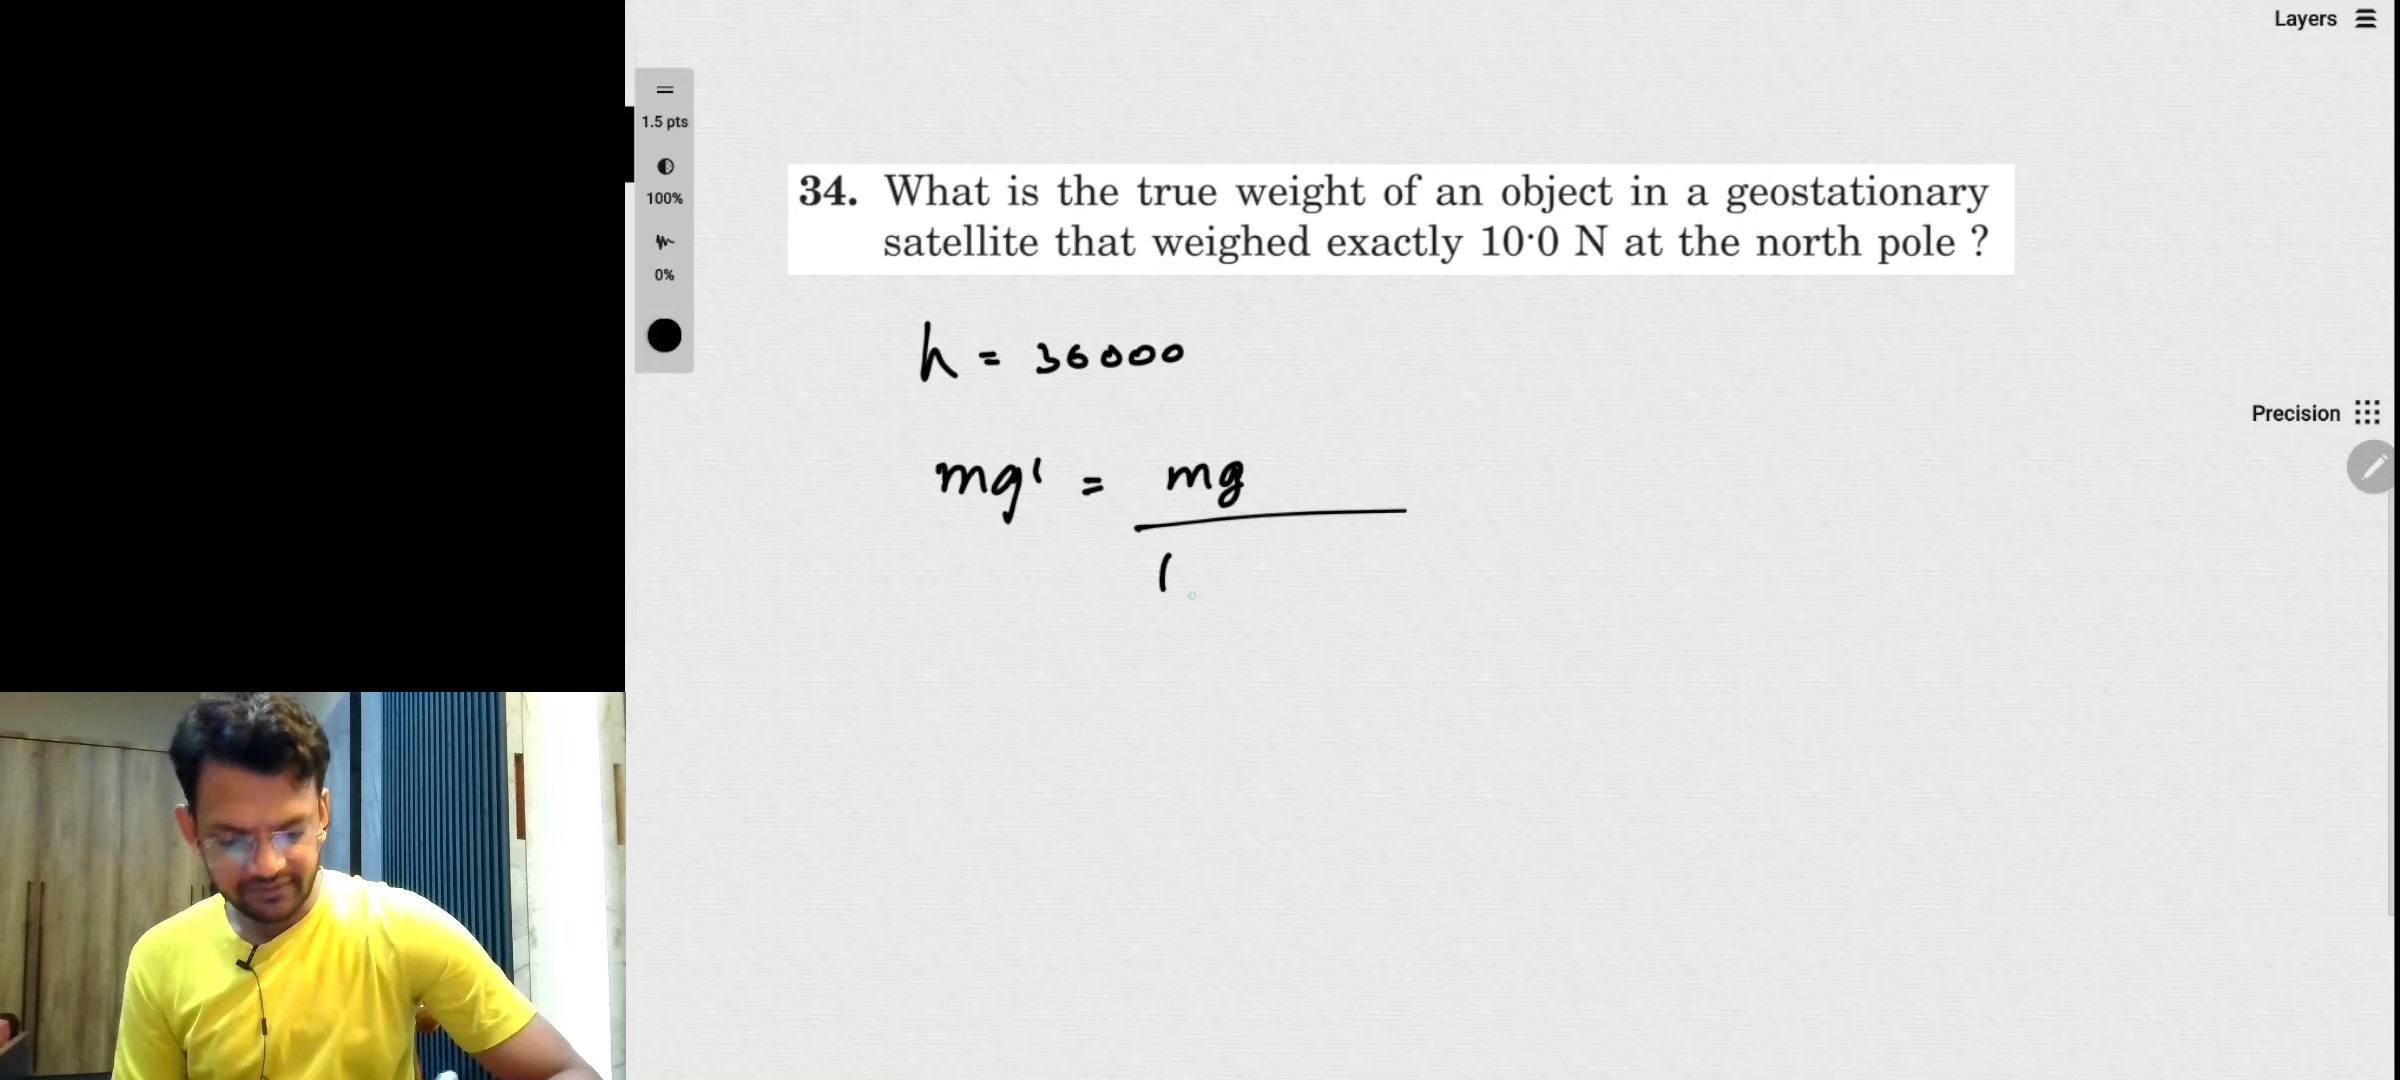 Layers
1.5 pts
100%
0%
34. What is the true weight of an object in a geostationary
satellite that weighed exactly 10·0 N at the north pole ?
h = 36000
Precision
mg' = mg
(